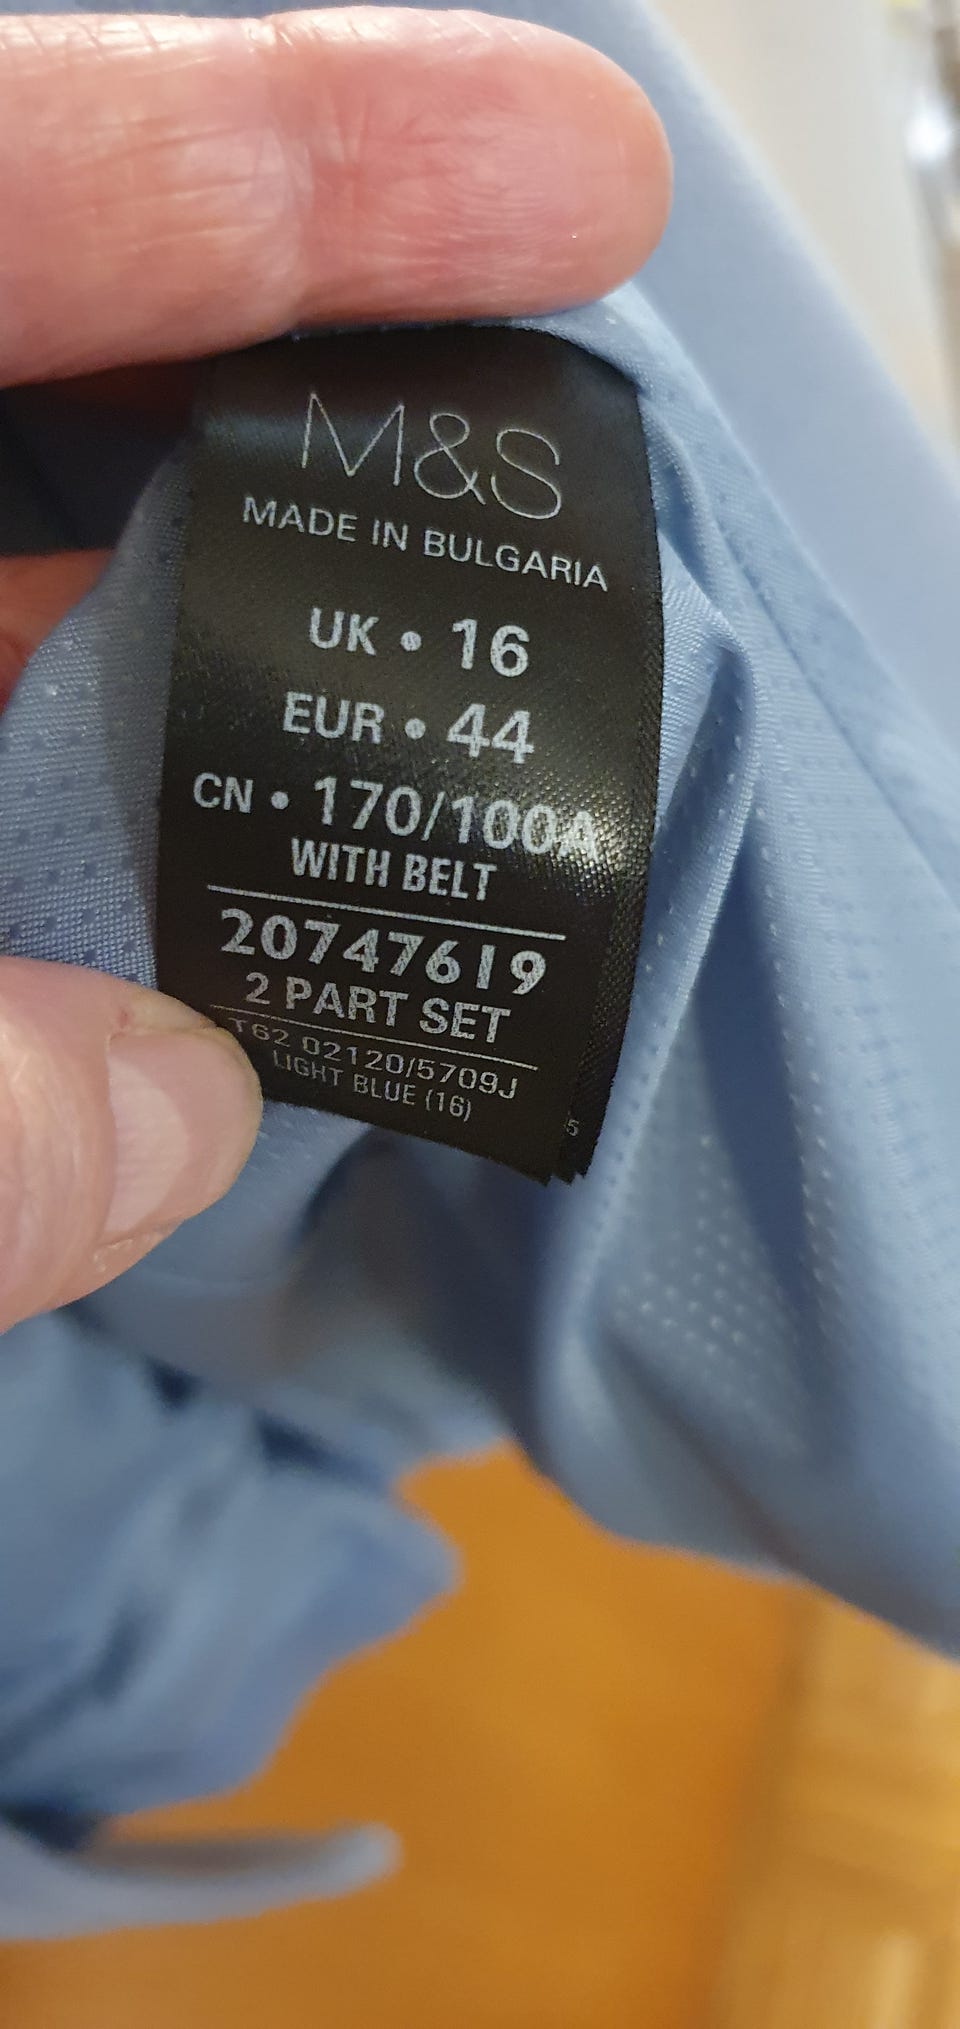 M&S
MADE IN BULGARIA
UK • 16
EUR • 44
CN • 170/100A
WITH BELT
20747619
2 PART SET
T62 02120/5709J
LIGHT BLUE (16)
5